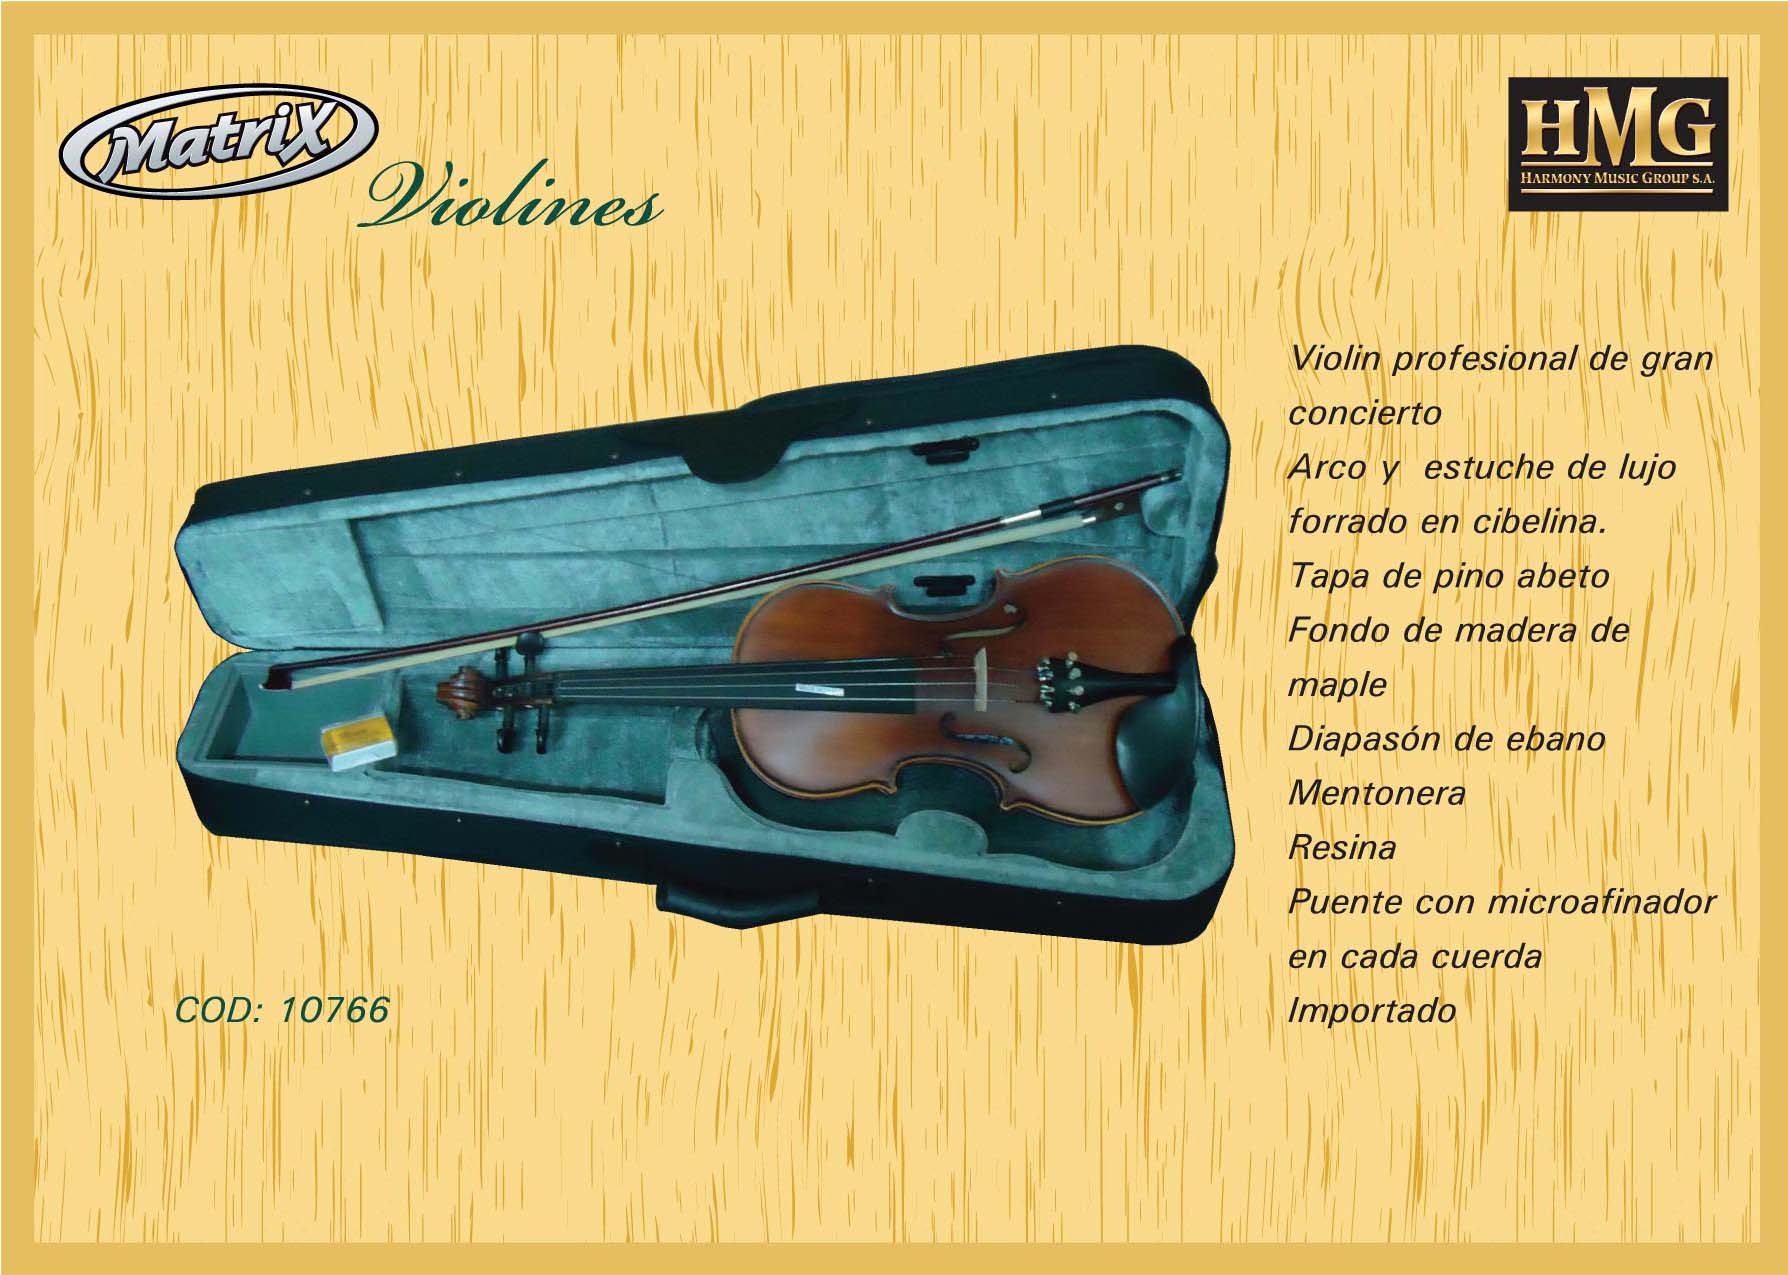 MatriX
Violines
HMG
HARMONY MUSIC GROUP S.A.
Violin profesional de gran
concierto
Arco y estuche de lujo
forrado en cibelina.
Tapa de pino abeto
Fondo de madera de
maple
Diapasón de ebano
Mentonera
Resina
Puente con microafinador
en cada cuerda
Importado
COD: 10766